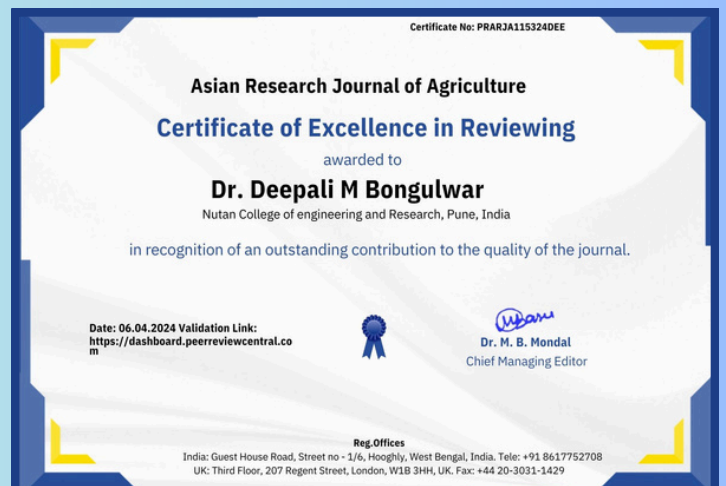 Certificate No: PRARJA115324DEE
Asian Research Journal of Agriculture
Certificate of Excellence in Reviewing
awarded to
Dr. Deepali M Bongulwar
Nutan College of engineering and Research, Pune, India
in recognition of an outstanding contribution to the quality of the journal.
Date: 06.04.2024 Validation Link:
https://dashboard.peerreviewcentral.co
m
Dr. M. B. Mondal
Chief Managing Editor
Reg.Offices
India: Guest House Road, Street no - 1/6, Hooghly, West Bengal, India. Tele: +91 8617752708
UK: Third Floor, 207 Regent Street, London, W1B 3HH, UK. Fax: +44 20-3031-1429